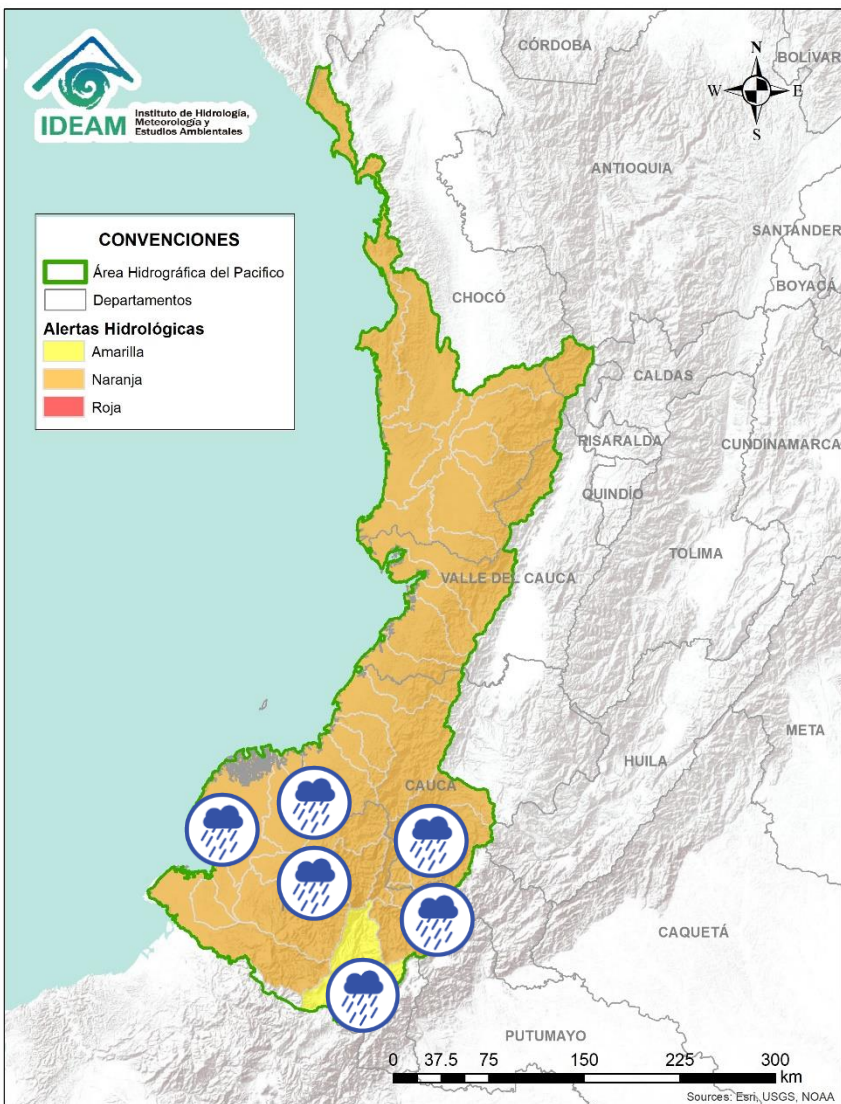 IDEAM
Instituto de Hidrología,
Meteorología y
Estudios Ambientales
CÓRDOBA
BOLÍVAR
N
W
E
S
ANTIOQUIA
SANTANDER
BOYACÁ
CONVENCIONES
Área Hidrográfica del Pacifico
Departamentos
Alertas Hidrológicas
Amarilla
Naranja
Roja
CHOCÓ
CALDAS
RISARALDA
CUNDINAMARCA
QUINDÍO
TOLIMA
VALLE DEL CAUCA
META
HUILA
CAUCA
CAQUETÁ
PUTUMAYO
0 37.5 75 150 225 300
km
Sources: Esri, USGS, NOAA